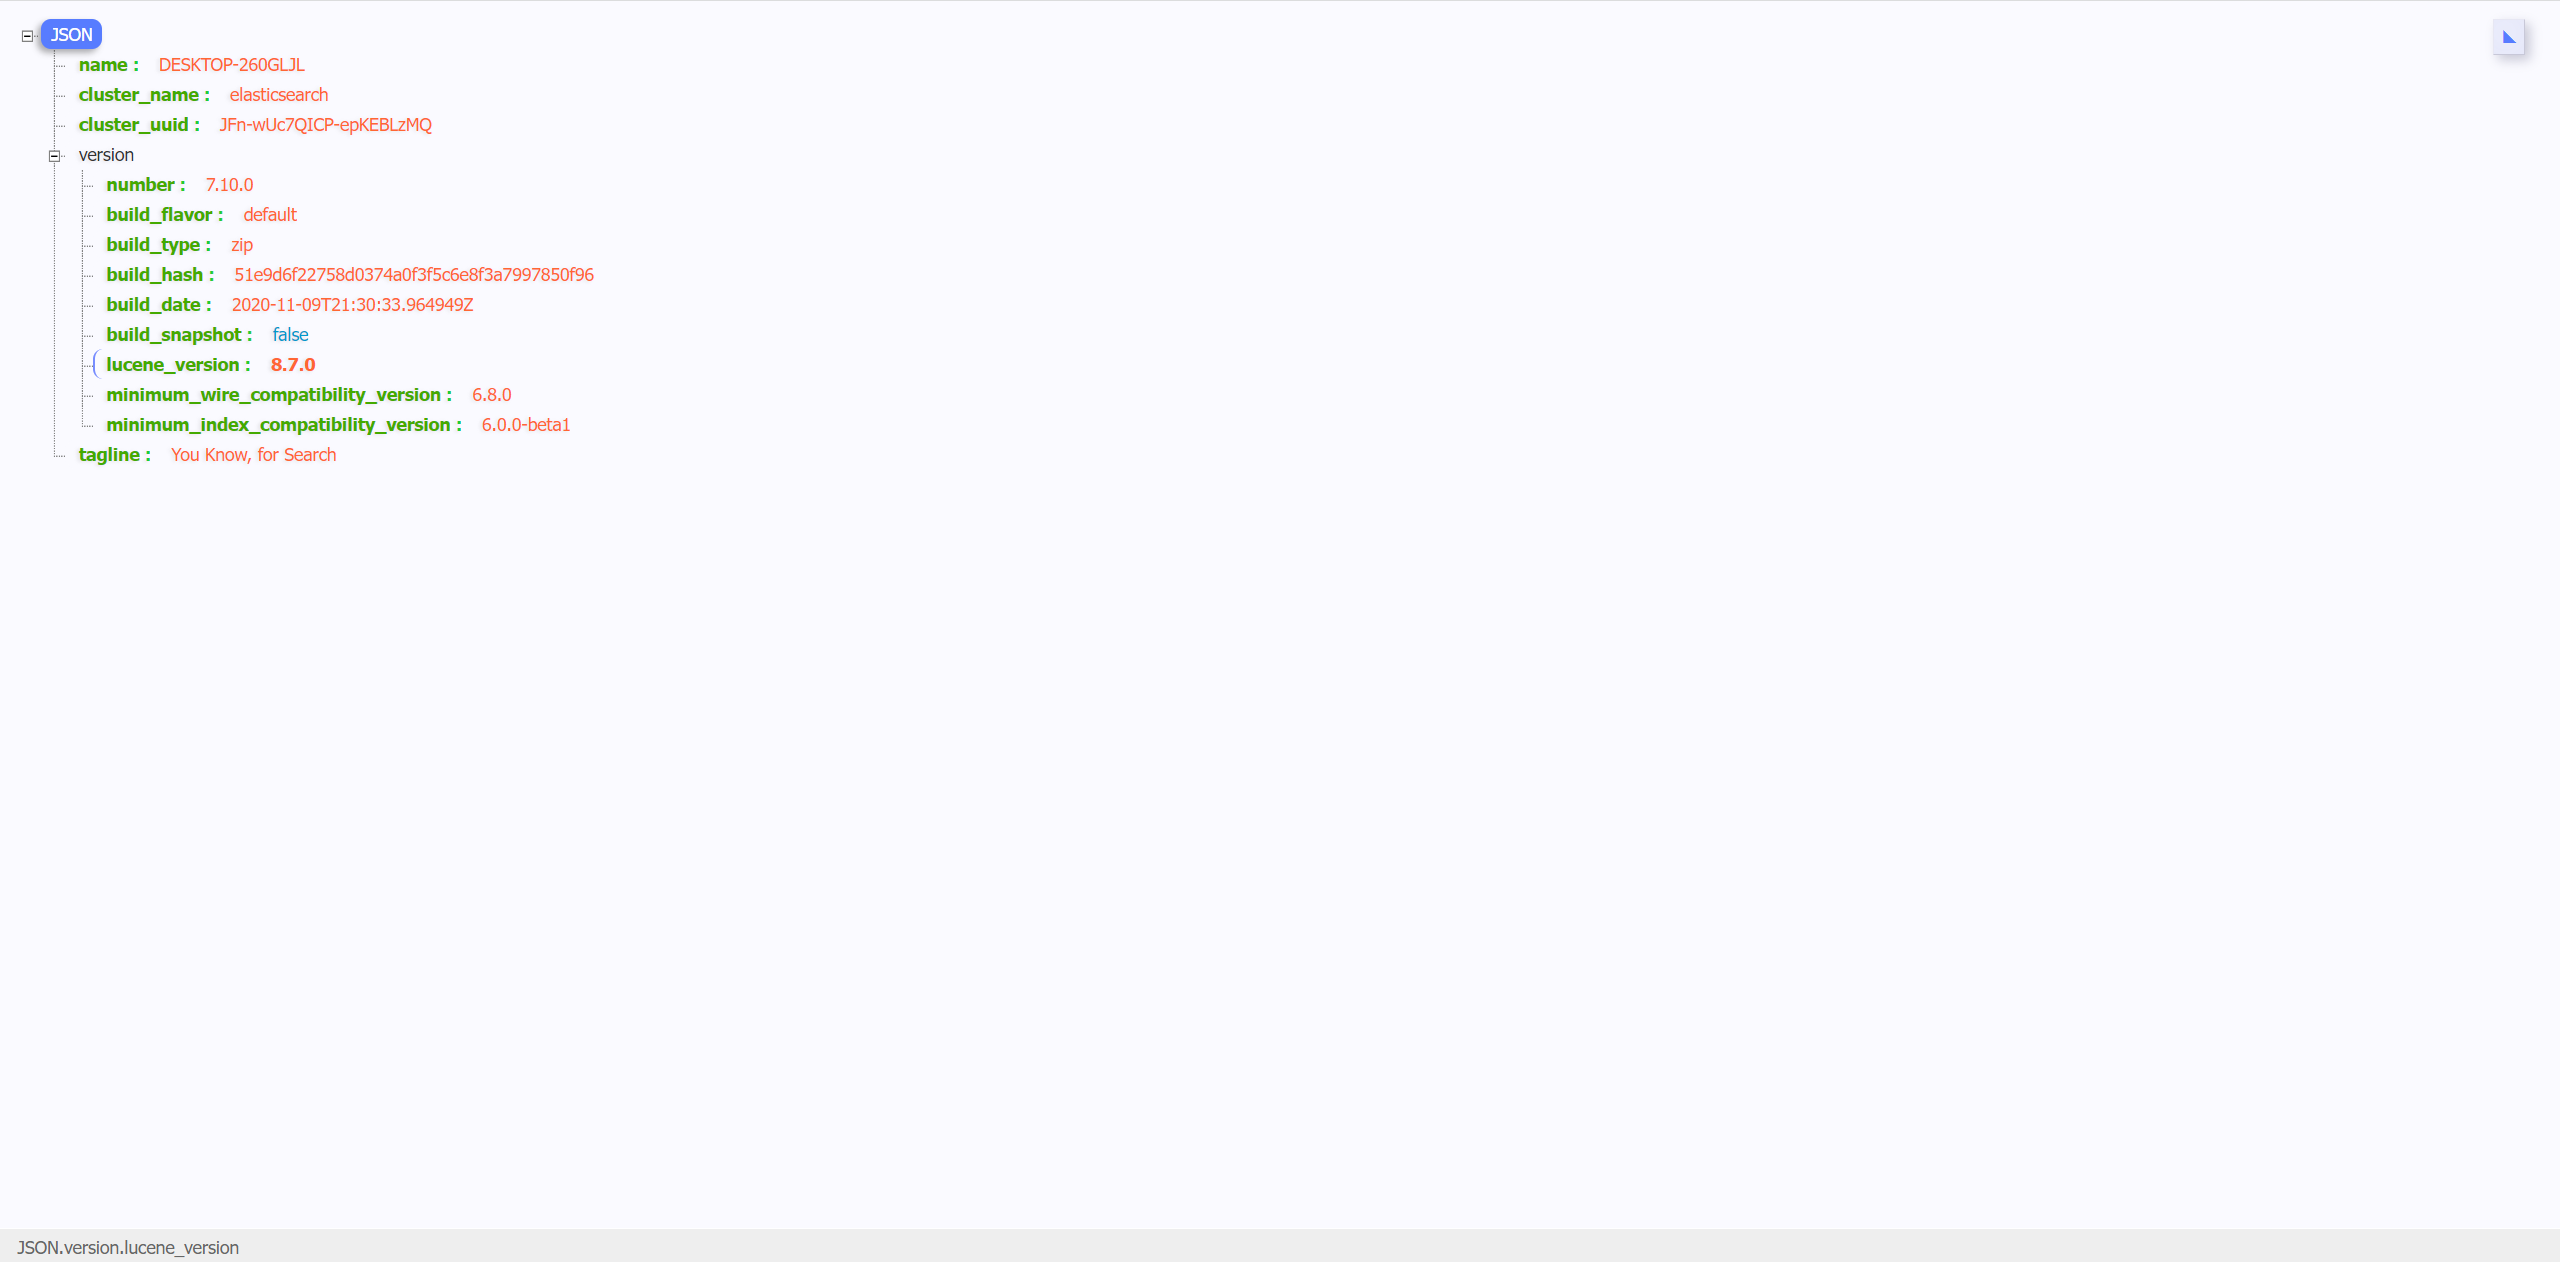 JSON
name : DESKTOP-260GLJL
cluster_name : elasticsearch
cluster_uuid : JFn-wUc7QICP-epKEBLzMQ
version
number : 7.10.0
build_flavor : default
build_type : zip
build_hash : 51e9d6f22758d0374a0f3f5c6e8f3a7997850f96
build_date : 2020-11-09T21:30:33.964949Z
build_snapshot : false
lucene_version : 8.7.0
minimum_wire_compatibility_version : 6.8.0
minimum_index_compatibility_version : 6.0.0-beta1
tagline : You Know, for Search
JSON.version.lucene_version